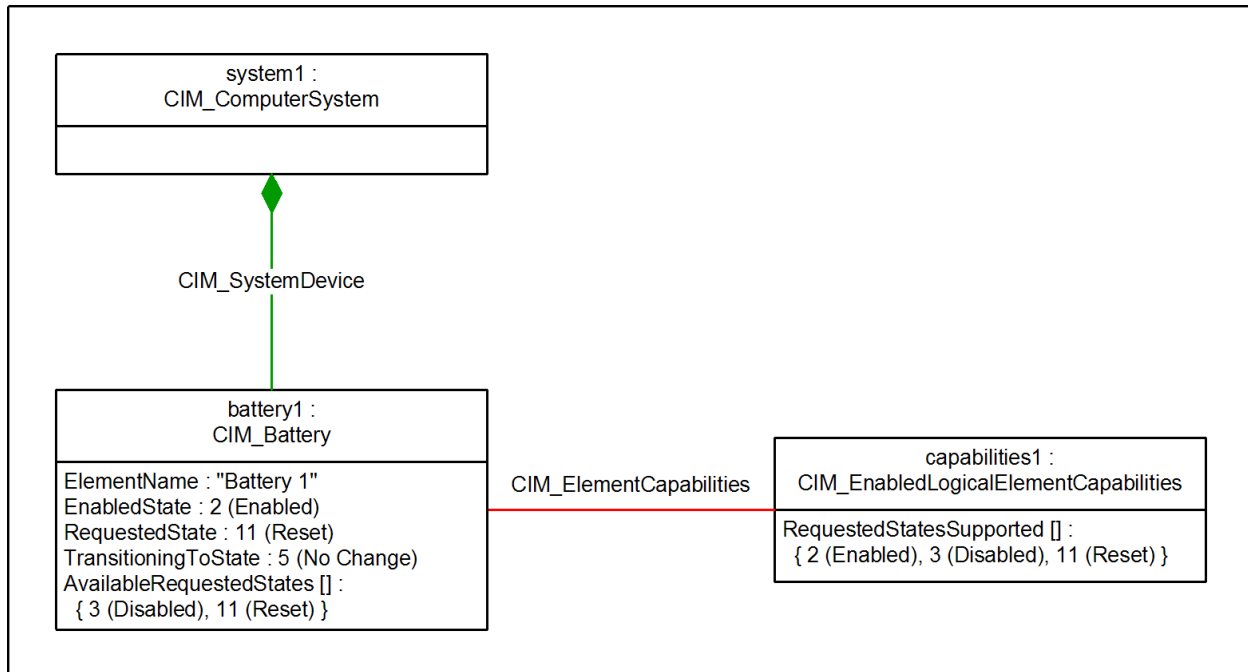 system1 :
CIM_ComputerSystem
CIM_SystemDevice
battery1 :
CIM_Battery
ElementName : "Battery 1"
EnabledState : 2 (Enabled)
RequestedState : 11 (Reset)
TransitioningToState : 5 (No Change)
AvailableRequestedStates [] :
{ 3 (Disabled), 11 (Reset) }
CIM_ElementCapabilities
capabilities1 :
CIM_EnabledLogicalElementCapabilities
RequestedStatesSupported [] :
{ 2 (Enabled), 3 (Disabled), 11 (Reset) }